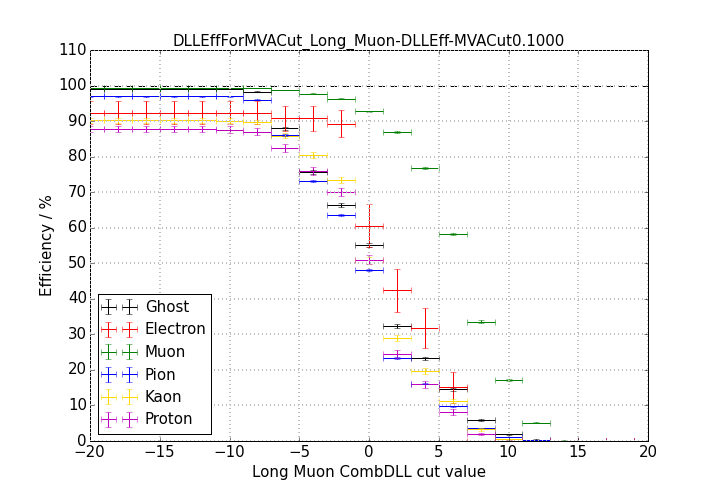 DLLEffForMVACut_Long_Muon-DLLEff-MVACut0.1000
110
100
90
80
70
60
50
40
30
20
10
0
Efficiency / %
Ghost
Electron
Muon
Pion
Kaon
Proton
−20 −15 −10 −5 0 5 10 15 20
Long Muon CombDLL cut value